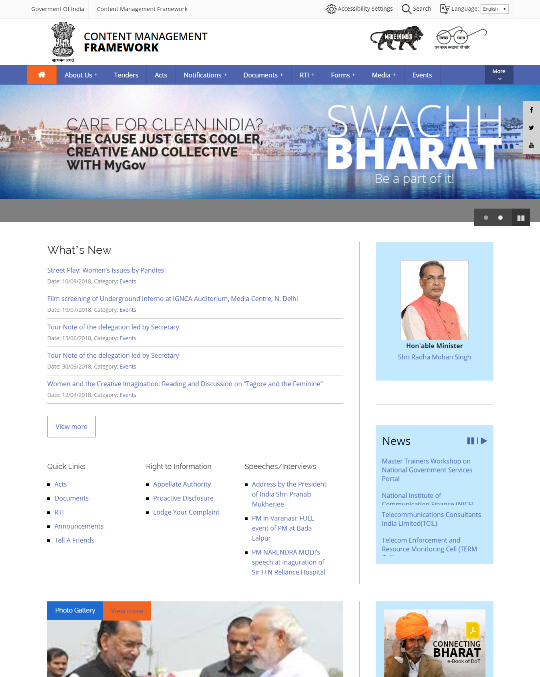 Goverment Of India
Content Management Framework
Accessibility Settings
Search
Language:
English
CONTENT MANAGEMENT
FRAMEWORK
MAKE IN INDIA
About Us
Tenders
Acts
Notifications
Documents
RTI
Forms
Media
Events
More
CARE FOR CLEAN INDIA?
THE CAUSE JUST GETS COOLER,
CREATIVE AND COLLECTIVE
WITH MyGov
SWACHH
BHARAT
Be a part of it!
What's New
Street Play: Women's Issues by Pandies
Date: 10/09/2018, Category: Events
Film screening of Underground Inferno at IGNCA Auditorium, Media Centre, N. Delhi
Date: 19/07/2018, Category: Events
Tour Note of the delegation led by Secretary
Date: 13/06/2018, Category: Events
Tour Note of the delegation led by Secretary
Date: 30/05/2018, Category: Events
Women and the Creative Imagination: Reading and Discussion on "Tagore and the Feminine"
Date: 12/04/2018, Category: Events
View more
Hon'able Minister
Shri Radha Mohan Singh
News
Master Trainers Workshop on
National Government Services
Portal
National Institute of
Communication Finance (NICF)
Telecommunications Consultants
India Limited(TCIL)
Telecom Enforcement and
Resource Monitoring Cell (TERM
Quick Links
Acts
Documents
RTI
Announcements
Tell A Friends
Right to Information
Appellate Authority
Proactive Disclosure
Lodge Your Complaint
Speeches/Interviews
Address by the President
of India Shri Pranab
Mukherjee
PM in Varanasi: FULL
event of PM at Bada
Lalpur
PM NARENDRA MODI's
speech at inaguration of
Sir H N Reliance Hospital
Photo Gallery
View more
CONNECTING
BHARAT
e-Book of DoT